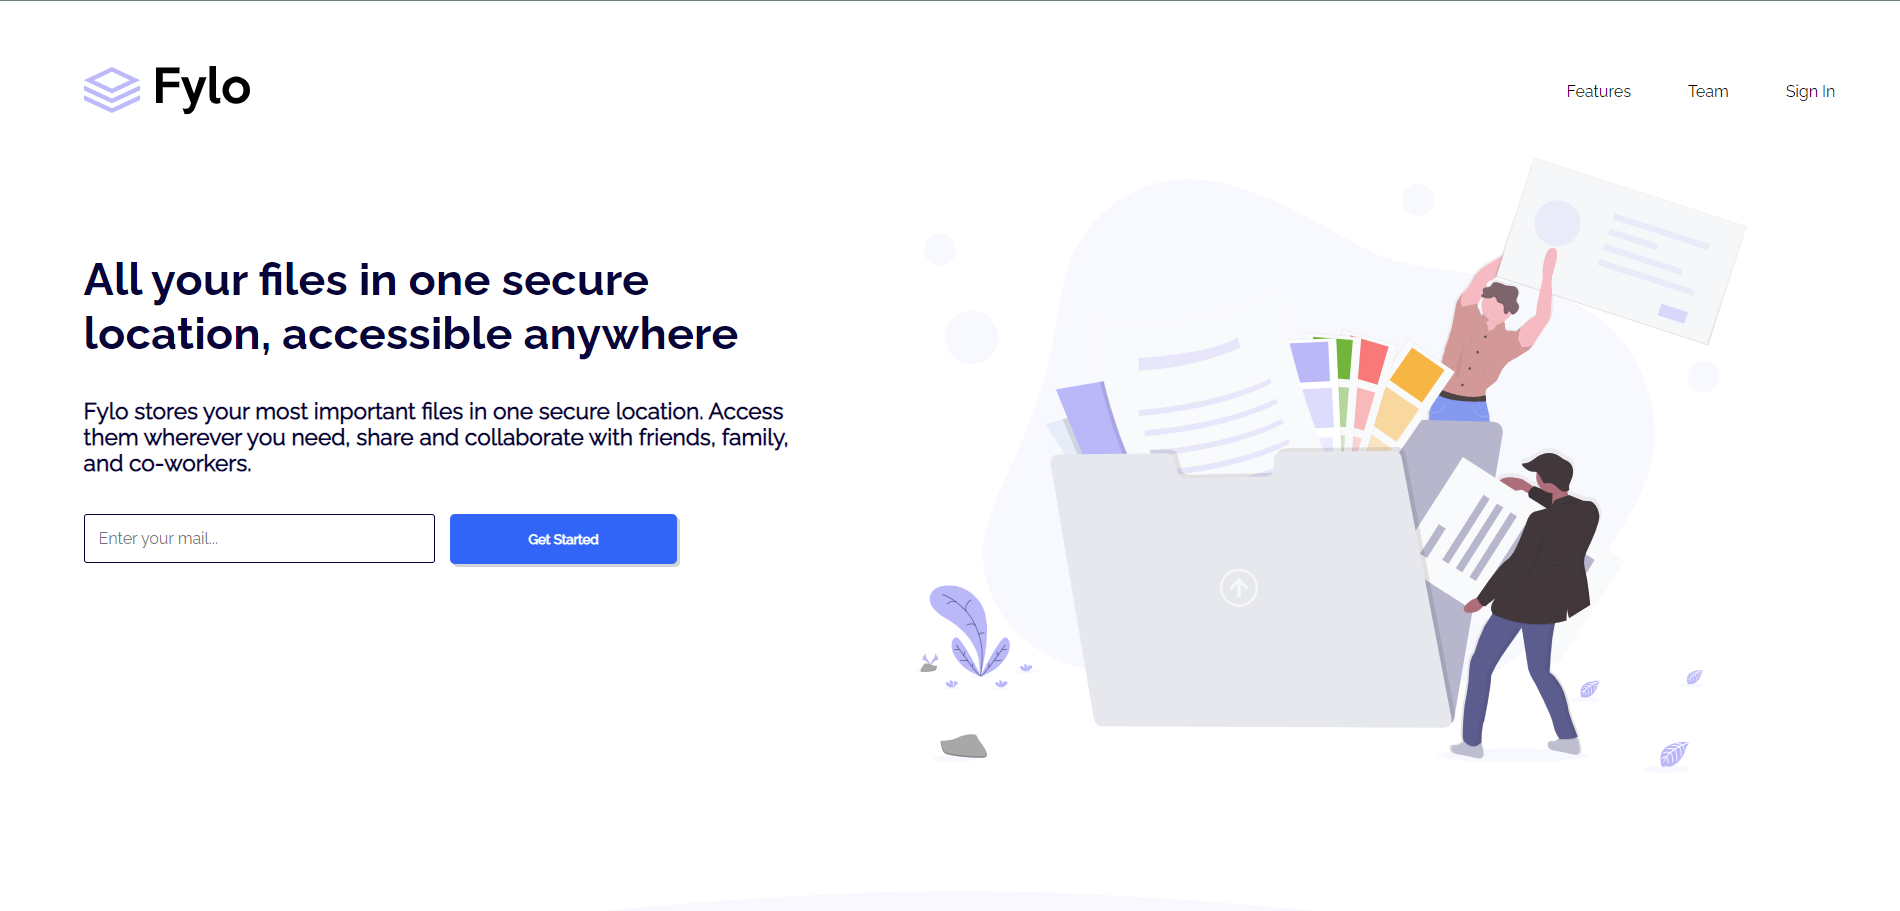 Fylo
Features
Team
Sign In
All your files in one secure
location, accessible anywhere
Fylo stores your most important files in one secure location. Access
them wherever you need, share and collaborate with friends, family,
and co-workers.
Enter your mail...
Get Started